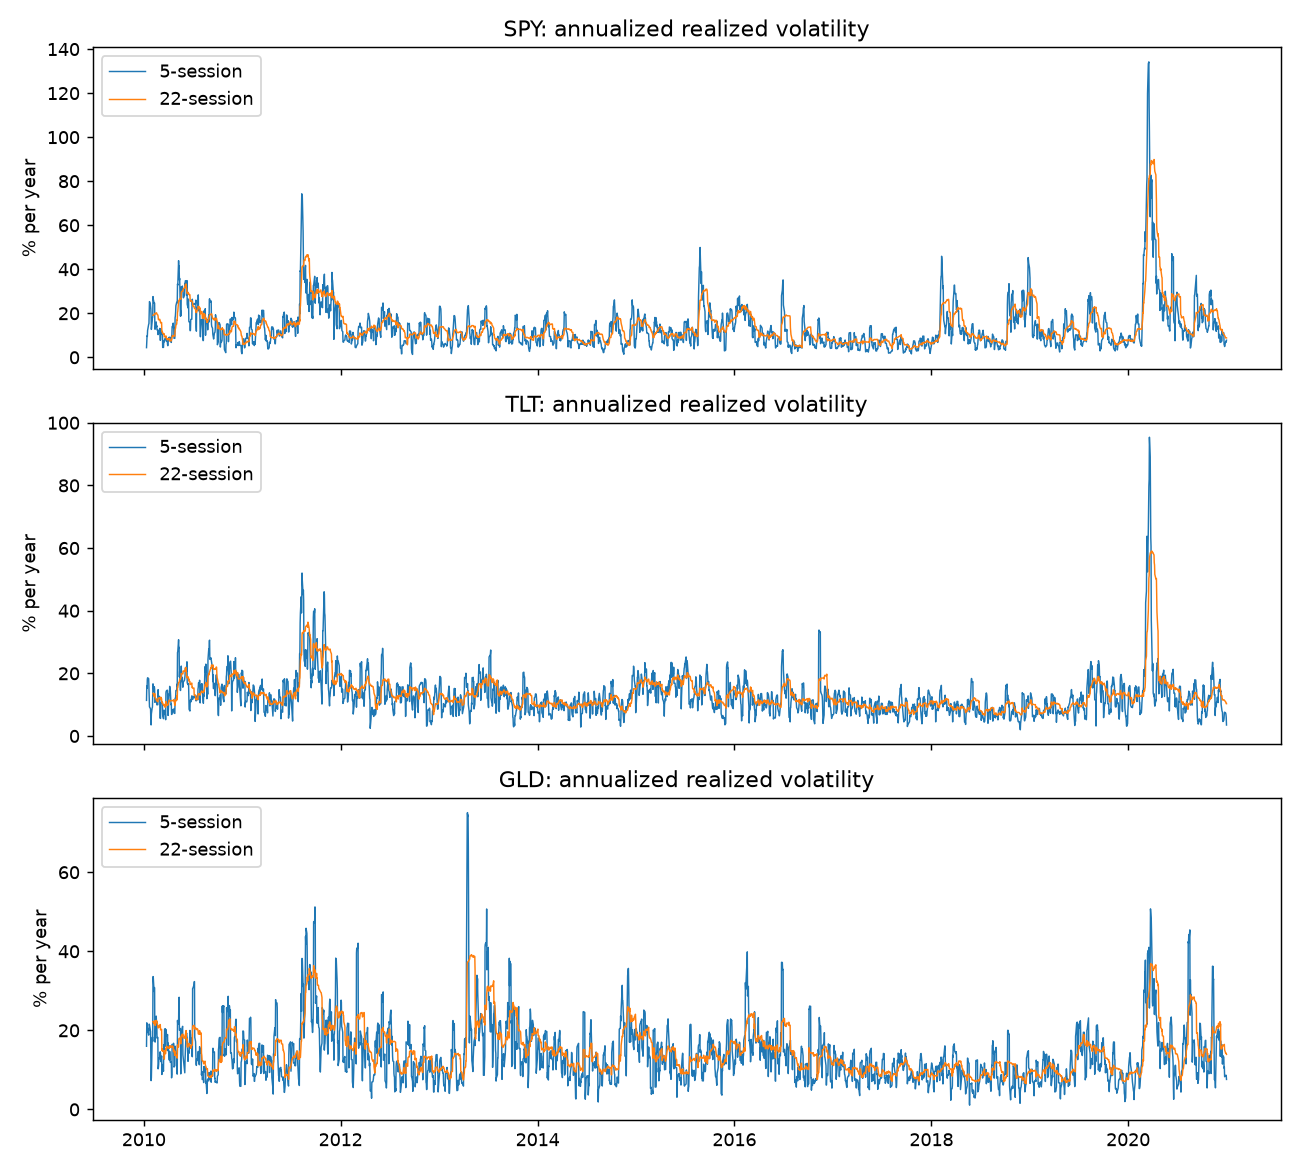 SPY: annualized realized volatility
140
120
100
80
60
40
20
0
% per year
5-session
22-session
TLT: annualized realized volatility
100
80
60
40
20
0
% per year
5-session
22-session
GLD: annualized realized volatility
60
40
20
0
% per year
5-session
22-session
2010 2012 2014 2016 2018 2020